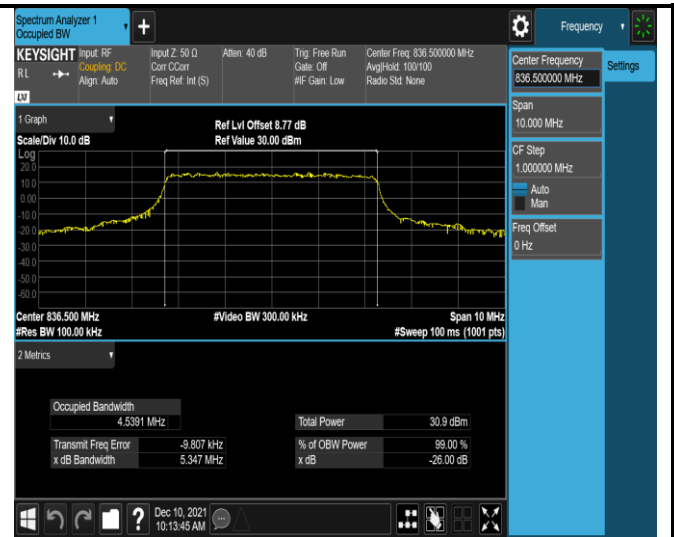 Spectrum Analyzer 1
Occupied BW
Frequency
KEYSIGHT
RL
LXI
Input: RF
Coupling: DC
Align: Auto
Input Z: 50 Ω
Corr CCorr
Freq Ref: Int (S)
Atten: 40 dB
Trig: Free Run
Gate: Off
#IF Gain: Low
Center Freq: 836.500000 MHz
Avg|Hold: 100/100
Radio Std: None
Center Frequency
836.500000 MHz
Settings
Span
10.000 MHz
CF Step
1.000000 MHz
Auto
Man
Freq Offset
0 Hz
1 Graph
Scale/Div 10.0 dB
Ref Lvl Offset 8.77 dB
Ref Value 30.00 dBm
Log
20.0
10.0
0.00
-10.0
-20.0
-30.0
-40.0
-50.0
-60.0
Center 836.500 MHz
#Video BW 300.00 kHz
Span 10 MHz
#Res BW 100.00 kHz
#Sweep 100 ms (1001 pts)
2 Metrics
Occupied Bandwidth
4.5391 MHz
Total Power 30.9 dBm
Transmit Freq Error -9.807 kHz
% of OBW Power 99.00 %
x dB Bandwidth 5.347 MHz
x dB -26.00 dB
?
Dec 10, 2021
10:13:45 AM